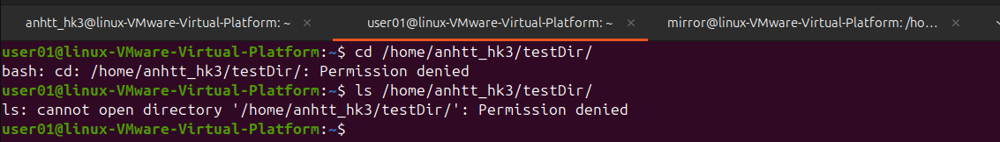 anhtt_hk3@linux-VMware-Virtual-Platform: ~ × user01@linux-VMware-Virtual-Platform: ~ × mirror@linux-VMware-Virtual-Platform: /ho... ×
user01@linux-VMware-Virtual-Platform:~$ cd /home/anhtt_hk3/testDir/
bash: cd: /home/anhtt_hk3/testDir/: Permission denied
user01@linux-VMware-Virtual-Platform:~$ ls /home/anhtt_hk3/testDir/
ls: cannot open directory '/home/anhtt_hk3/testDir/': Permission denied
user01@linux-VMware-Virtual-Platform:~$